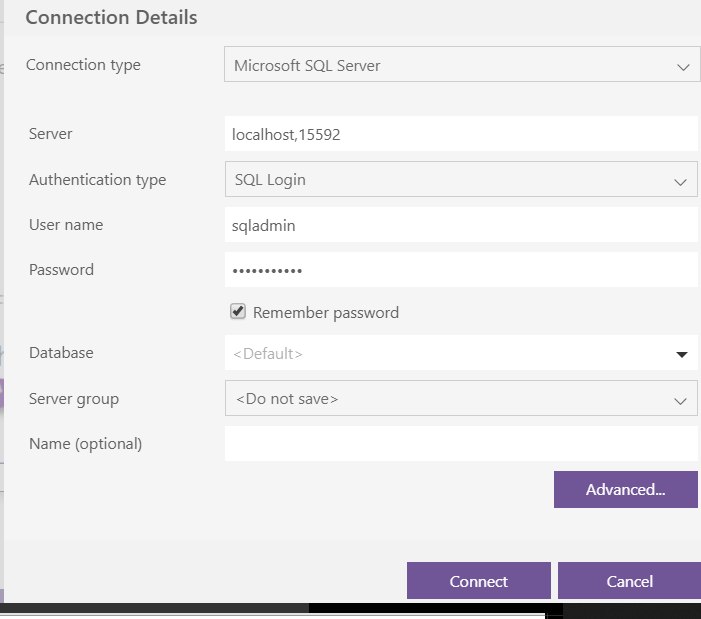 Connection Details
Connection type Microsoft SQL Server
Server localhost,15592
Authentication type SQL Login
User name sqladmin
Password •••••••••••
Remember password
Database <Default>
Server group <Do not save>
Name (optional)
Advanced...
Connect Cancel